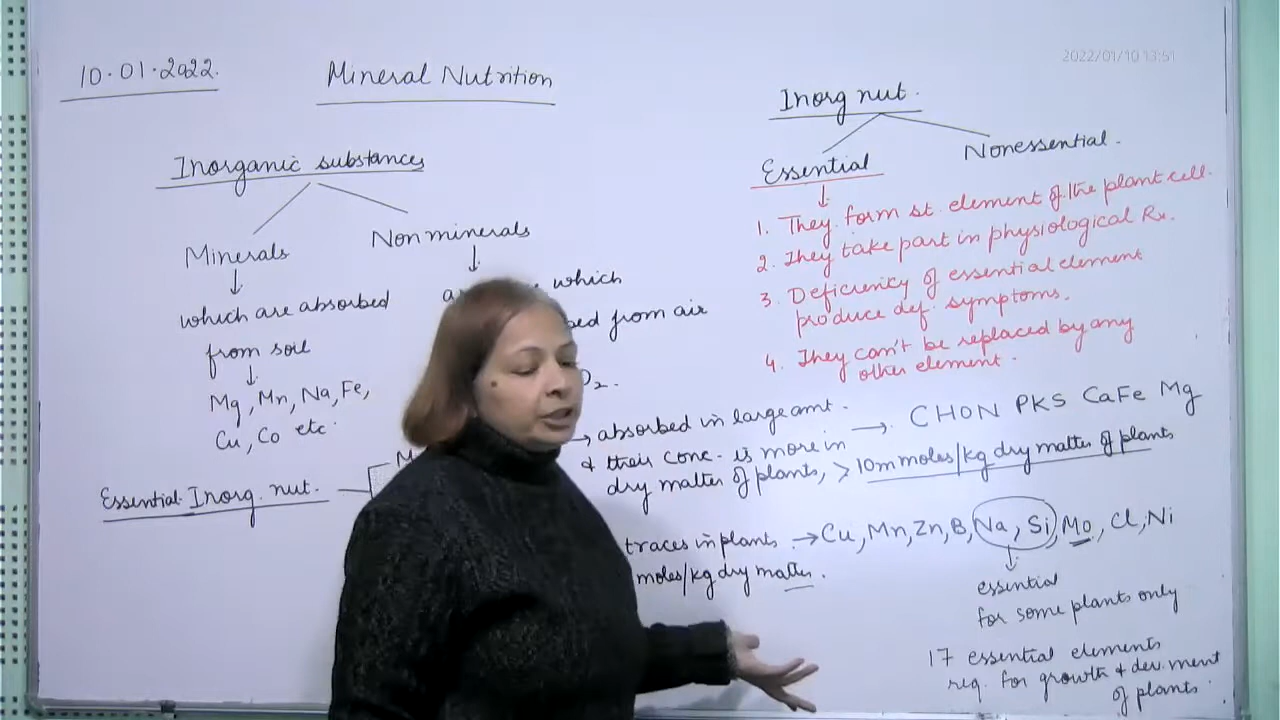 2022/01/10 13:51
10.01.2022.
Mineral Nutrition
Inorganic substances
Minerals
Nonminerals
which are absorbed
from soil
Mg, Mn, Na, Fe,
Cu, Co etc.
which
from air
Essential Inorg. nut.
→ absorbed in large amt.
& their conc. is more in
dry matter of plants, > 10 m moles/kg dry matter of plants
→ CHON PKS CaFe Mg
traces in plants → Cu, Mn, Zn, B, Na, Si, Mo, Cl, Ni
moles/kg dry matter.
essential
for some plants only
17 essential elements
req. for growth & dev.ment
of plants.
Inorg nut.
Essential
Nonessential.
1. They form st. element of the plant cell.
2. They take part in physiological Rx.
3. Deficiency of essential element
produce def. symptoms.
4. They can't be replaced by any
other element.